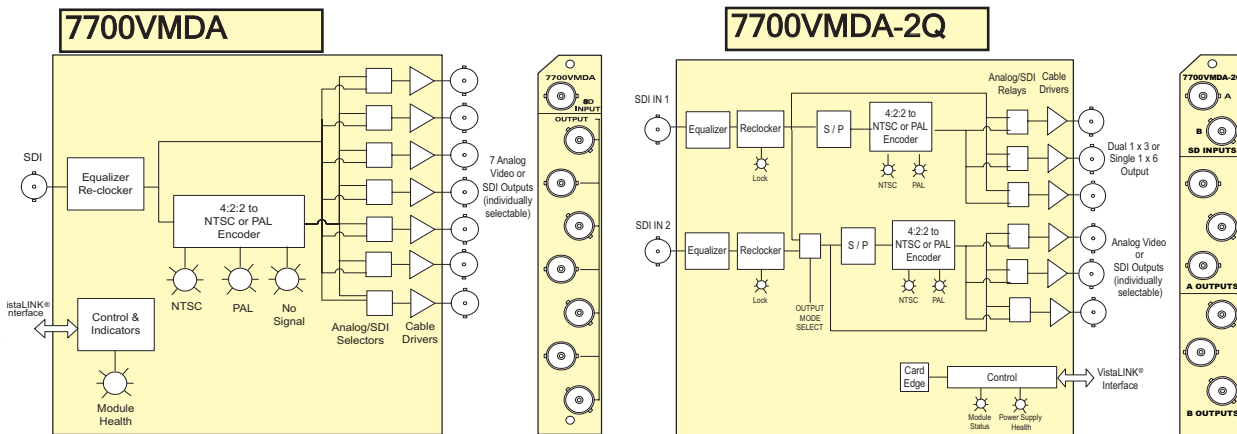 7700VMDA
SDI
Equalizer
Re-clocker
4:2:2 to
NTSC or PAL
Encoder
NTSC
PAL
No
Signal
istaLINK®
nterface
Control &
Indicators
Module
Health
Analog/SDI
Selectors
Cable
Drivers
7 Analog
Video or
SDI Outputs
(individually
selectable)
7700VMDA
SD
INPUT
OUTPUT
7700VMDA-2Q
SDI IN 1
Equalizer
Reclocker
Lock
S / P
4:2:2 to
NTSC or PAL
Encoder
NTSC
PAL
Analog/SDI
Relays
Cable
Drivers
Dual 1 x 3 or
Single 1 x 6
Output
SDI IN 2
Equalizer
Reclocker
Lock
OUTPUT
MODE
SELECT
S / P
4:2:2 to
NTSC or PAL
Encoder
NTSC
PAL
Analog Video
or
SDI Outputs
(individually
selectable)
Card
Edge
Control
Module
Status
Power Supply
Health
VistaLINK®
Interface
7700VMDA-2Q
A
B
SD INPUTS
A OUTPUTS
B OUTPUTS